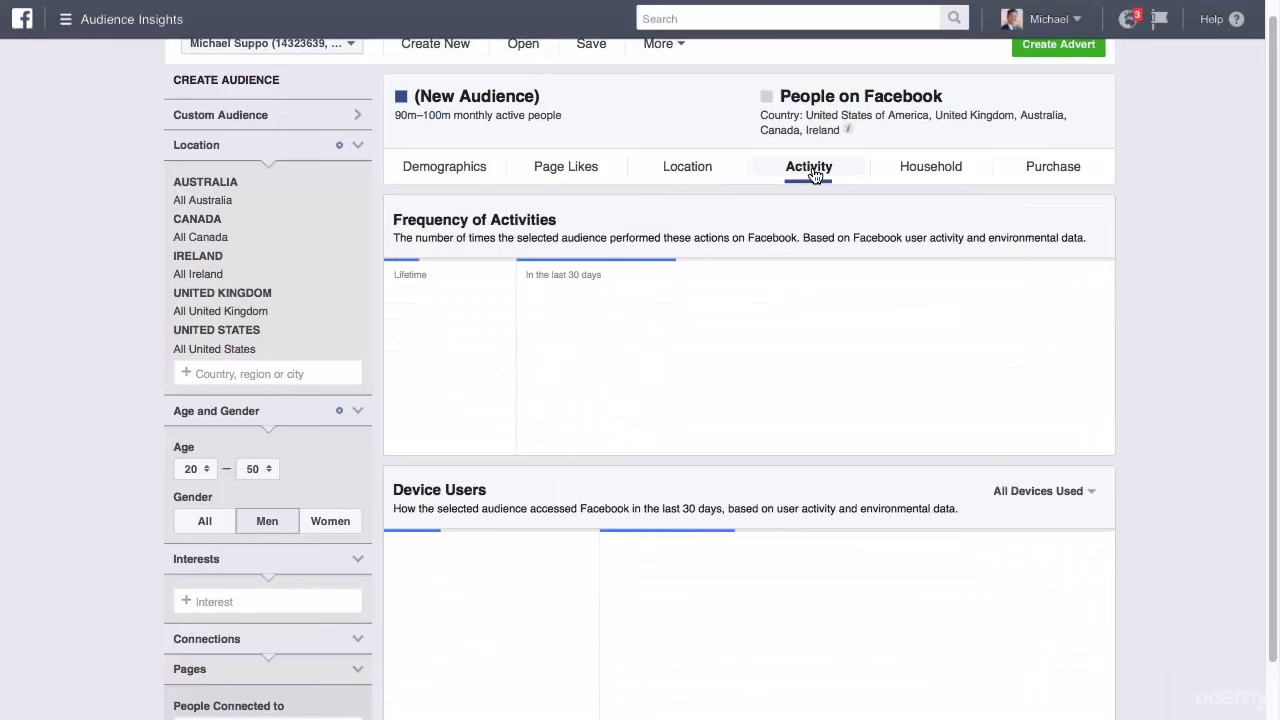 f
Audience Insights
Search
Michael
3
Help ?
Michael Suppo (14323639, ...
Create New
Open
Save
More
Create Advert
CREATE AUDIENCE
Custom Audience
Location
AUSTRALIA
All Australia
CANADA
All Canada
IRELAND
All Ireland
UNITED KINGDOM
All United Kingdom
UNITED STATES
All United States
+ Country, region or city
Age and Gender
Age
20 — 50
Gender
All
Men
Women
Interests
+ Interest
Connections
Pages
People Connected to
(New Audience)
90m–100m monthly active people
People on Facebook
Country: United States of America, United Kingdom, Australia,
Canada, Ireland i
Demographics
Page Likes
Location
Activity
Household
Purchase
Frequency of Activities
The number of times the selected audience performed these actions on Facebook. Based on Facebook user activity and environmental data.
Lifetime
In the last 30 days
Device Users
All Devices Used
How the selected audience accessed Facebook in the last 30 days, based on user activity and environmental data.
udemy